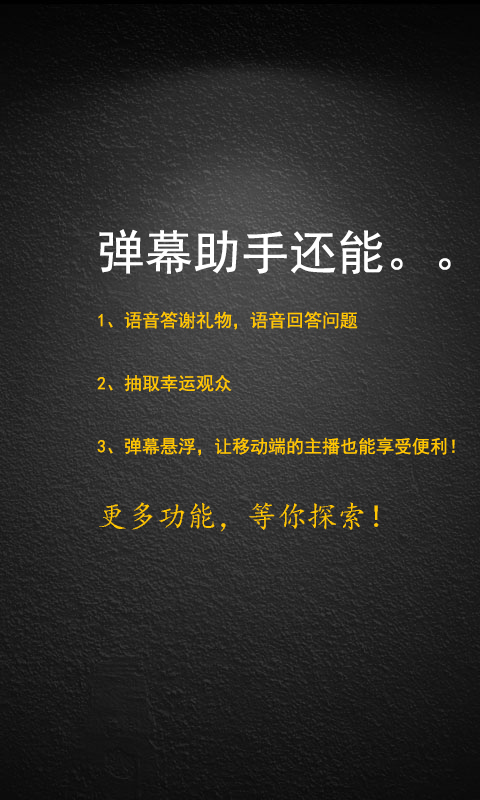 弹幕助手还能。。
1、语音答谢礼物，语音回答问题
2、抽取幸运观众
3、弹幕悬浮，让移动端的主播也能享受便利！
更多功能，等你探索！